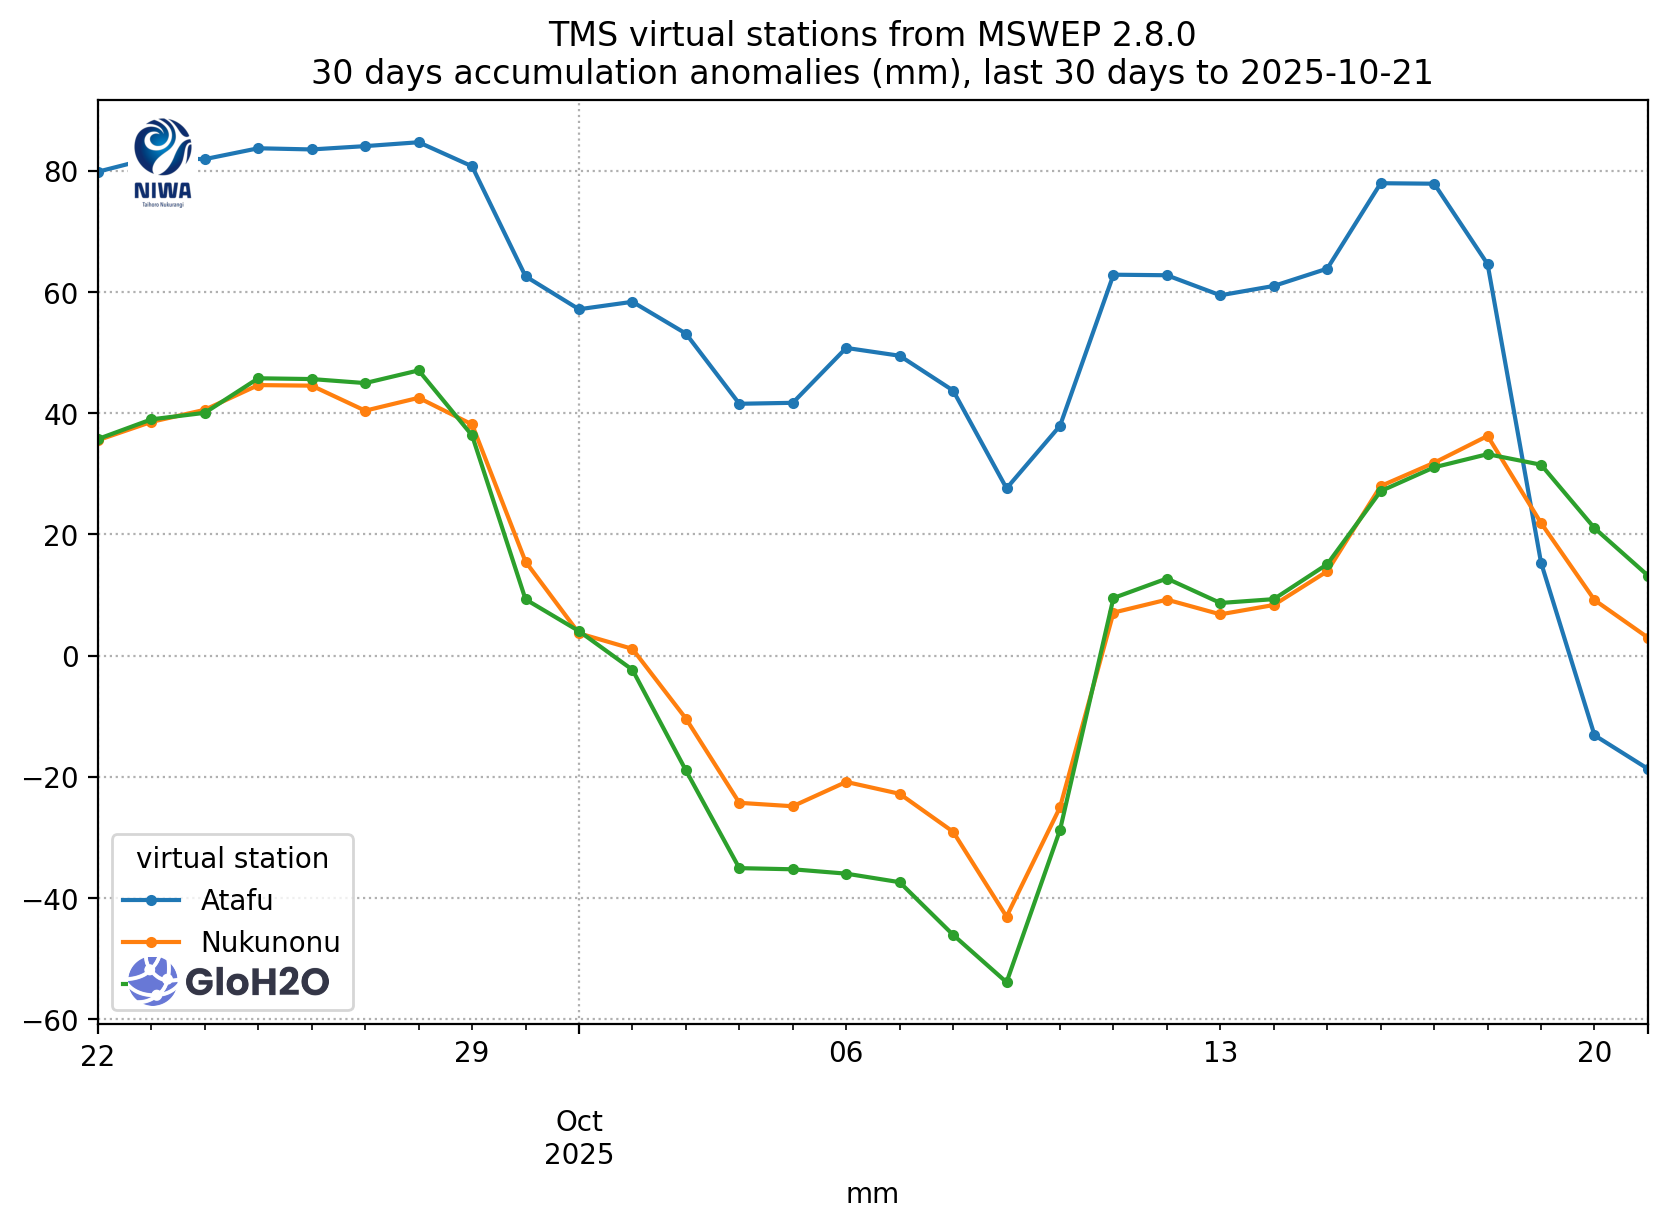 TMS virtual stations from MSWEP 2.8.0
30 days accumulation anomalies (mm), last 30 days to 2025-10-21
NIWA
Taihoro Nukurangi
80
60
40
20
0
−20
−40
−60
virtual station
Atafu
Nukunonu
GloH2O
22
29
06
13
20
Oct
2025
mm